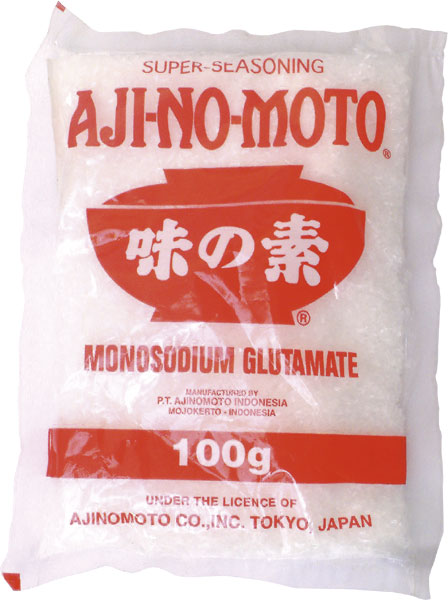 SUPER-SEASONING
AJI-NO-MOTO®
味の素
®
MONOSODIUM GLUTAMATE
MANUFACTURED BY
P.T. AJINOMOTO INDONESIA
MOJOKERTO - INDONESIA
100g
UNDER THE LICENCE OF
AJINOMOTO CO.,INC. TOKYO, JAPAN